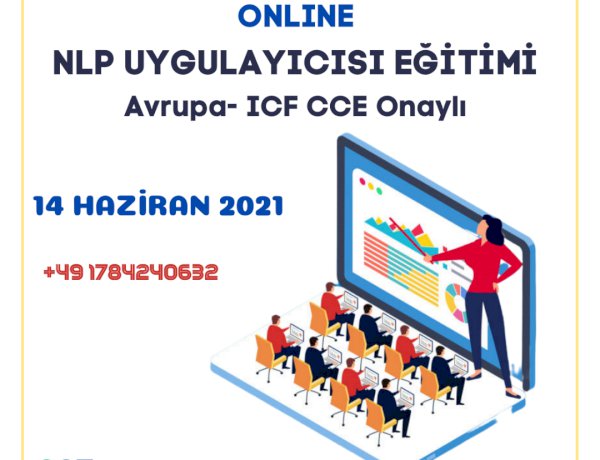 ONLINE
NLP UYGULAYICISI EĞİTİMİ
Avrupa- ICF CCE Onaylı
14 HAZİRAN 2021
+49 1784240632